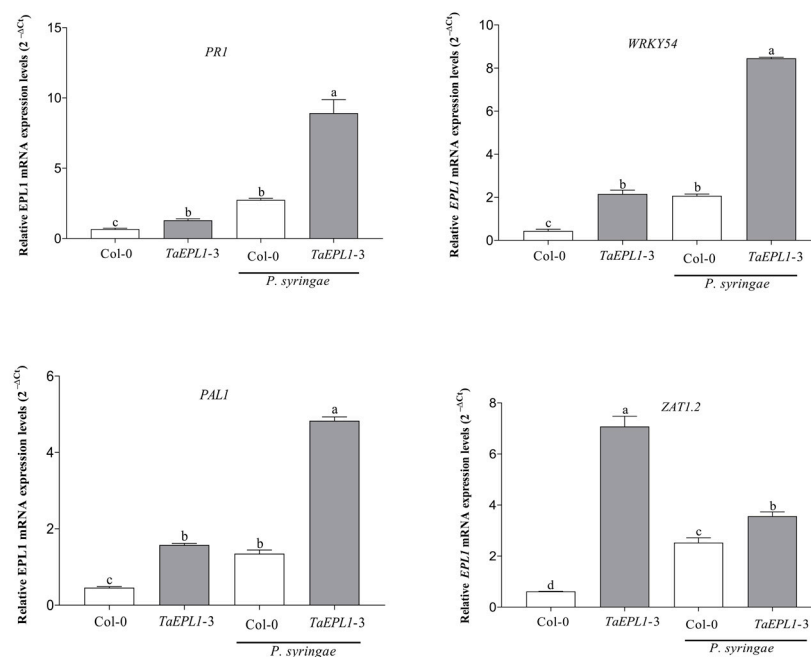 Relative EPL1 mRNA expression levels (2⁻ΔCt)
15
10
5
0
PR1
c
b
b
a
Col-0 TaEPL1-3 Col-0 TaEPL1-3
P. syringae
Relative EPL1 mRNA expression levels (2⁻ΔCt)
10
8
6
4
2
0
WRKY54
c
b
b
a
Col-0 TaEPL1-3 Col-0 TaEPL1-3
P. syringae
Relative EPL1 mRNA expression levels (2⁻ΔCt)
6
4
2
0
PAL1
c
b
b
a
Col-0 TaEPL1-3 Col-0 TaEPL1-3
P. syringae
Relative EPL1 mRNA expression levels (2⁻ΔCt)
8
6
4
2
0
ZAT1.2
d
a
c
b
Col-0 TaEPL1-3 Col-0 TaEPL1-3
P. syringae